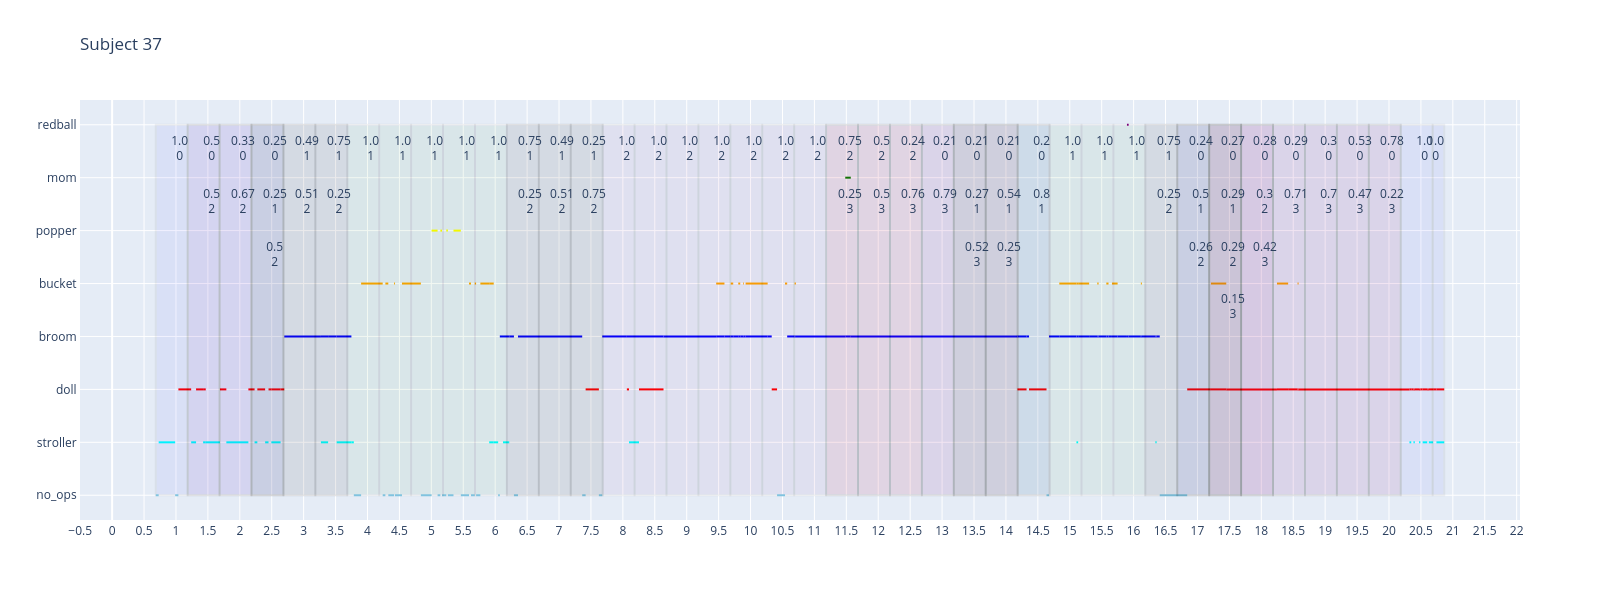 Subject 37
redball
1.0 0.5 0.33 0.25 0.49 0.75 1.0 1.0 1.0 1.0 1.0 0.75 0.49 0.25 1.0 1.0 1.0 1.0 1.0 1.0 1.0 0.75 0.5 0.24 0.21 0.21 0.21 0.2 1.0 1.0 1.0 0.75 0.24 0.27 0.28 0.29 0.3 0.53 0.78 1.0 1.0
0 0 0 0 1 1 1 1 1 1 1 1 1 1 2 2 2 2 2 2 2 2 2 2 0 0 0 0 1 1 1 1 0 0 0 0 0 0 0 0 0
mom
0.5 0.67 0.25 0.51 0.25 0.25 0.51 0.75 0.25 0.5 0.76 0.79 0.27 0.54 0.8 0.25 0.5 0.29 0.3 0.71 0.7 0.47 0.22
2 2 1 2 2 2 2 2 3 3 3 3 1 1 1 2 1 1 2 3 3 3 3
popper
0.5 0.52 0.25 0.26 0.29 0.42
2 3 3 2 2 3
bucket
0.15
3
broom
doll
stroller
no_ops
−0.5 0 0.5 1 1.5 2 2.5 3 3.5 4 4.5 5 5.5 6 6.5 7 7.5 8 8.5 9 9.5 10 10.5 11 11.5 12 12.5 13 13.5 14 14.5 15 15.5 16 16.5 17 17.5 18 18.5 19 19.5 20 20.5 21 21.5 22